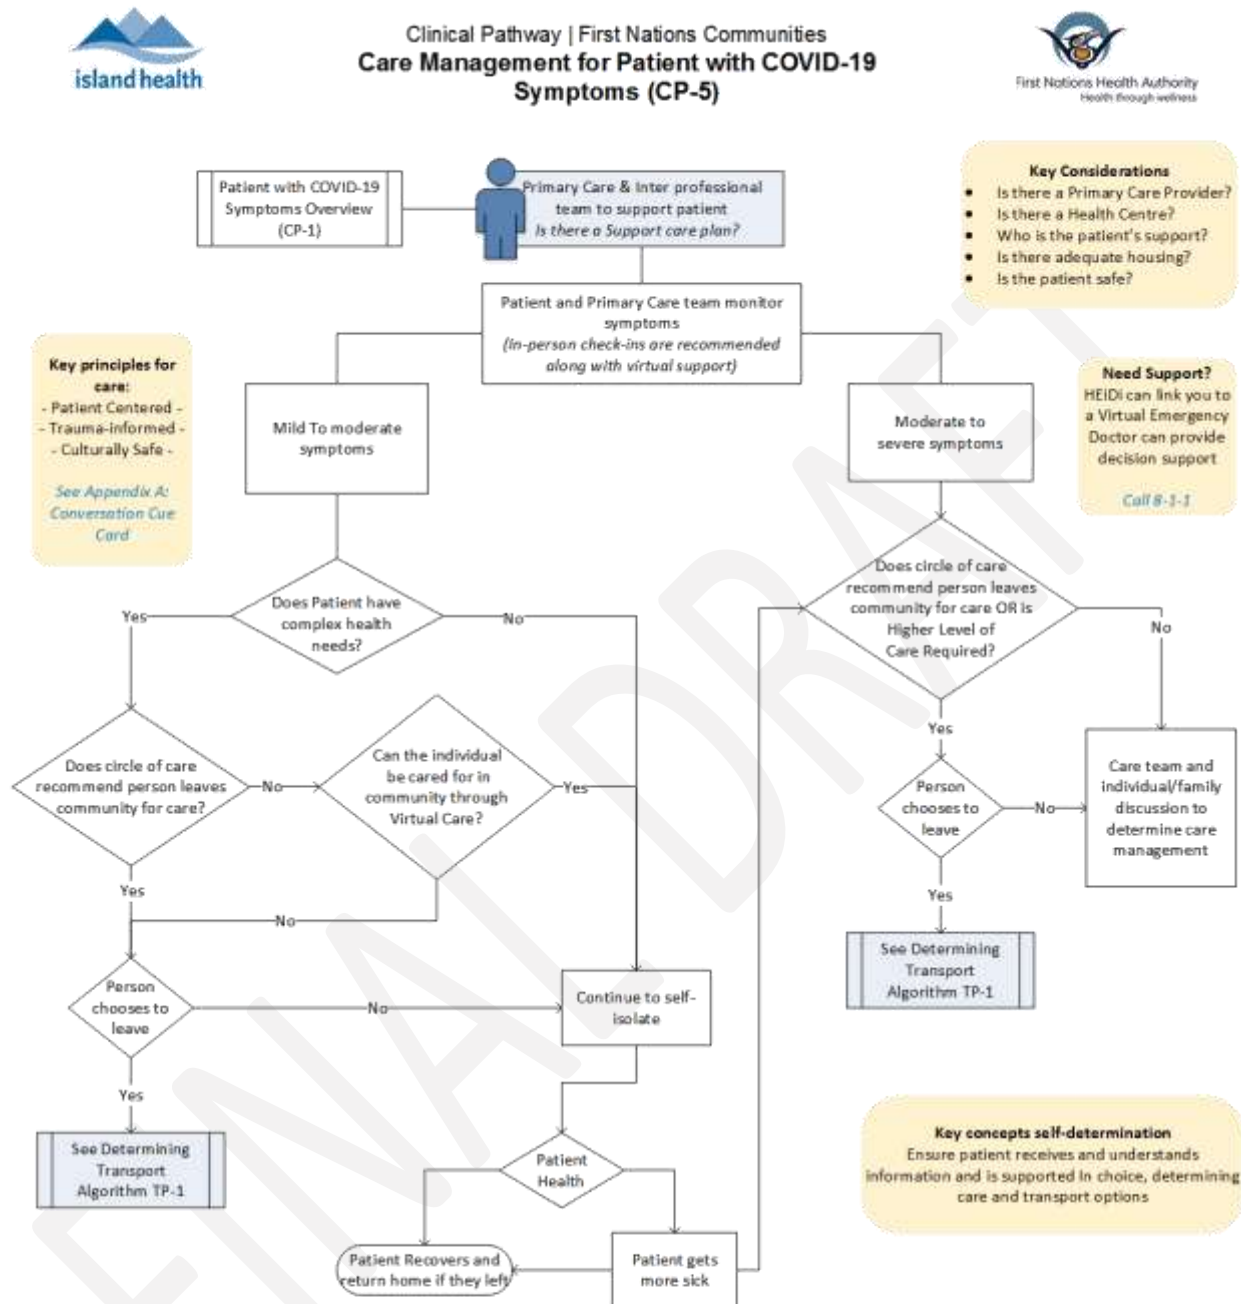 island health
Clinical Pathway | First Nations Communities
Care Management for Patient with COVID-19
Symptoms (CP-5)
First Nations Health Authority
Health through wellness
Patient with COVID-19
Symptoms Overview
(CP-1)
Primary Care & Inter professional
team to support patient
Is there a Support care plan?
Key Considerations
• Is there a Primary Care Provider?
• Is there a Health Centre?
• Who is the patient's support?
• Is there adequate housing?
• Is the patient safe?
Patient and Primary Care team monitor
symptoms
(In-person check-ins are recommended
along with virtual support)
Key principles for
care:
- Patient Centered -
- Trauma-informed -
- Culturally Safe -
See Appendix A:
Conversation Cue
Card
Mild To moderate
symptoms
Moderate to
severe symptoms
Need Support?
HEiDi can link you to
a Virtual Emergency
Doctor can provide
decision support
Call 8-1-1
Does Patient have
complex health
needs?
Yes
No
Does circle of care
recommend person leaves
community for care OR is
Higher Level of
Care Required?
No
Yes
Does circle of care
recommend person leaves
community for care?
No
Can the individual
be cared for in
community through
Virtual Care?
Yes
Yes
No
Person
chooses to
leave
No
Care team and
individual/family
discussion to
determine care
management
Yes
See Determining
Transport
Algorithm TP-1
Person
chooses to
leave
No
Continue to self-
isolate
Yes
See Determining
Transport
Algorithm TP-1
Patient
Health
Patient Recovers and
return home if they left
Patient gets
more sick
Key concepts self-determination
Ensure patient receives and understands
information and is supported In choice, determining
care and transport options
FINAL DRAFT